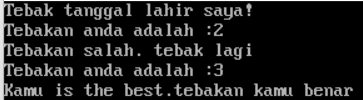 Tebak tanggal lahir saya!
Tebakan anda adalah :2
Tebakan salah. tebak lagi
Tebakan anda adalah :3
Kamu is the best.tebakan kamu benar